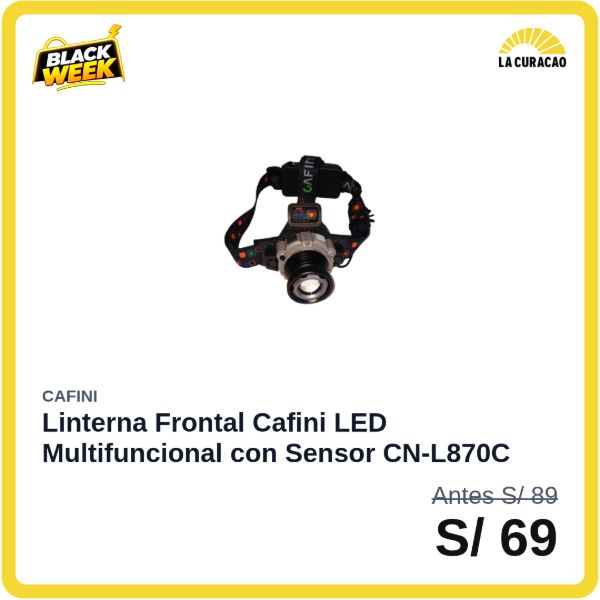 BLACK
WEEK
LA CURACAO
CAFINI
CAFINI
Linterna Frontal Cafini LED
Multifuncional con Sensor CN-L870C
Antes S/ 89
S/ 69